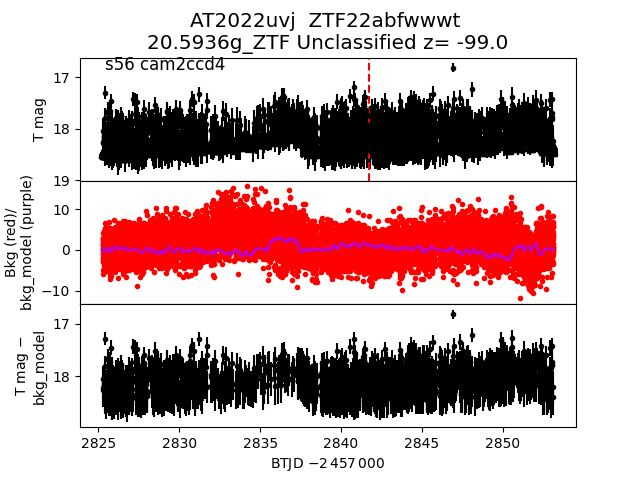 AT2022uvj  ZTF22abfwwwt
20.5936g_ZTF Unclassified z= -99.0
s56 cam2ccd4
T mag
17
18
19
Bkg (red)/
bkg_model (purple)
10
0
−10
T mag −
bkg_model
17
18
2825
2830
2835
2840
2845
2850
BTJD −2 457 000